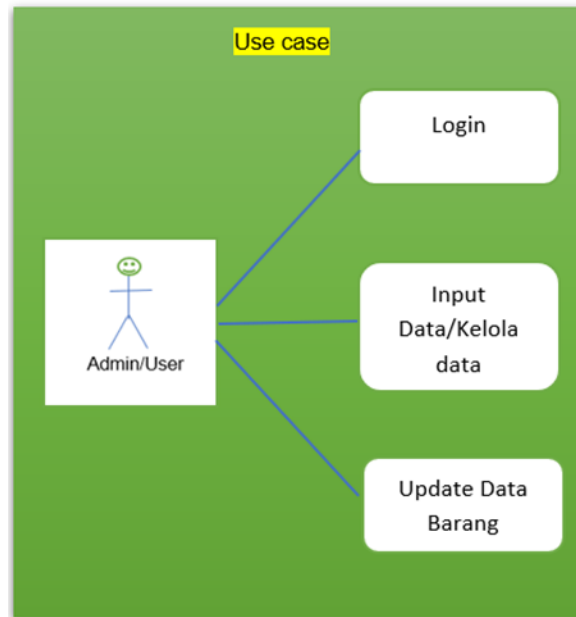 Use case
Login
Admin/User
Input
Data/Kelola
data
Update Data
Barang